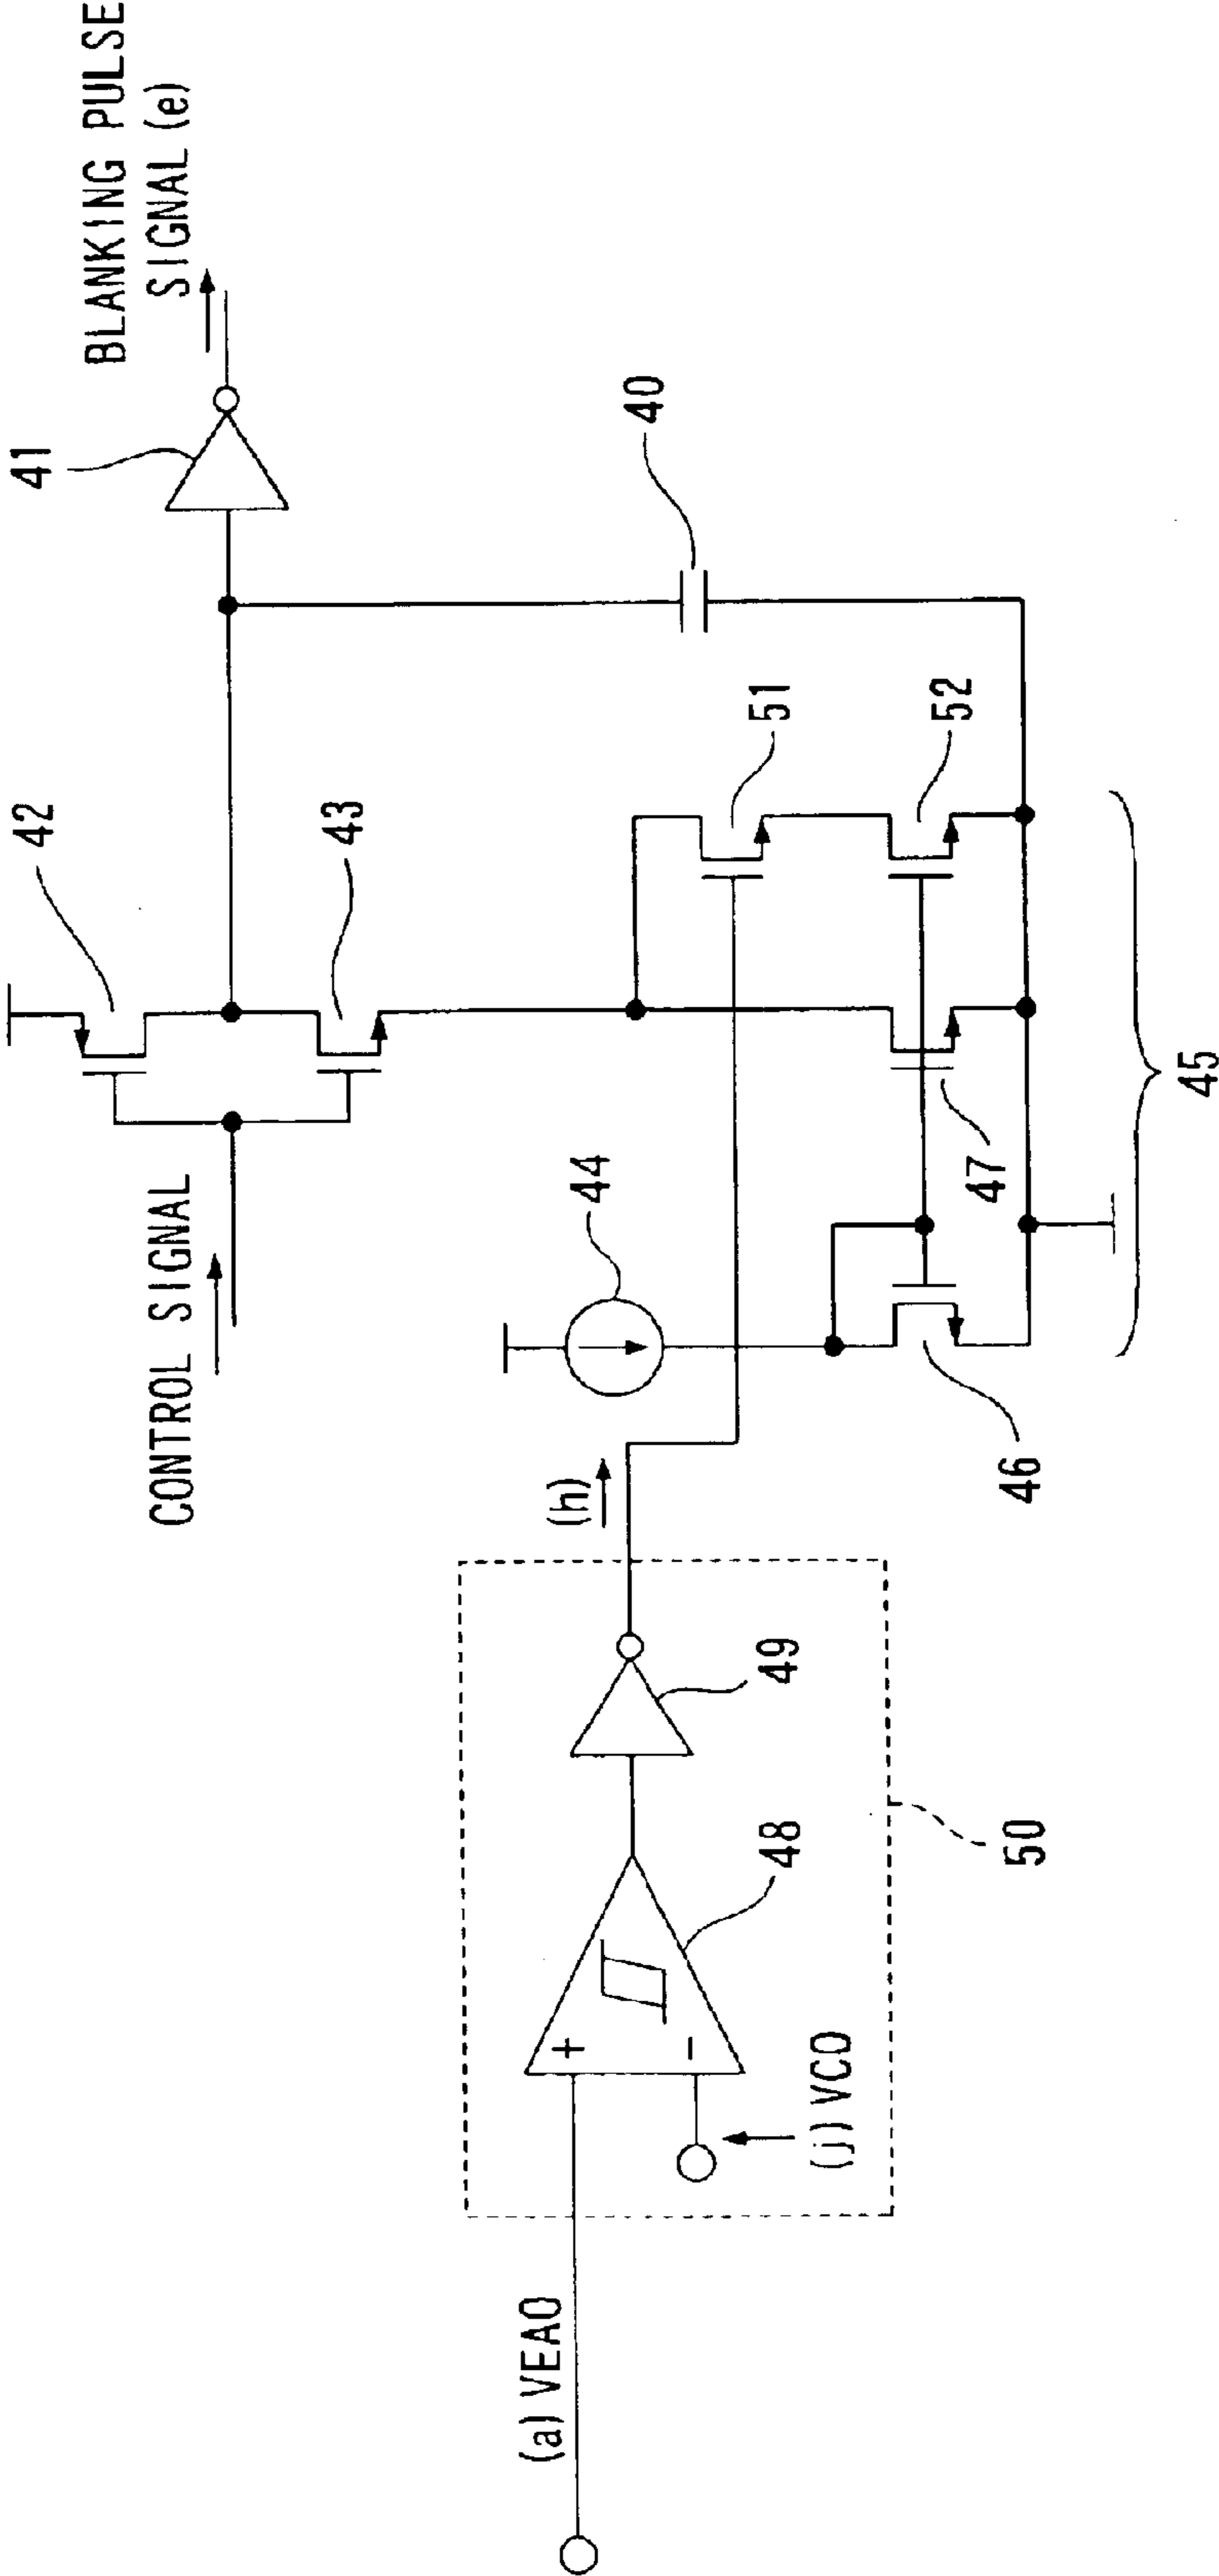 BLANKING PULSE
SIGNAL (e)
41
40
42
43
CONTROL SIGNAL
44
51
52
47
46
45
(h)
49
48
50
+
−
(j) VCO
(a) VEAO